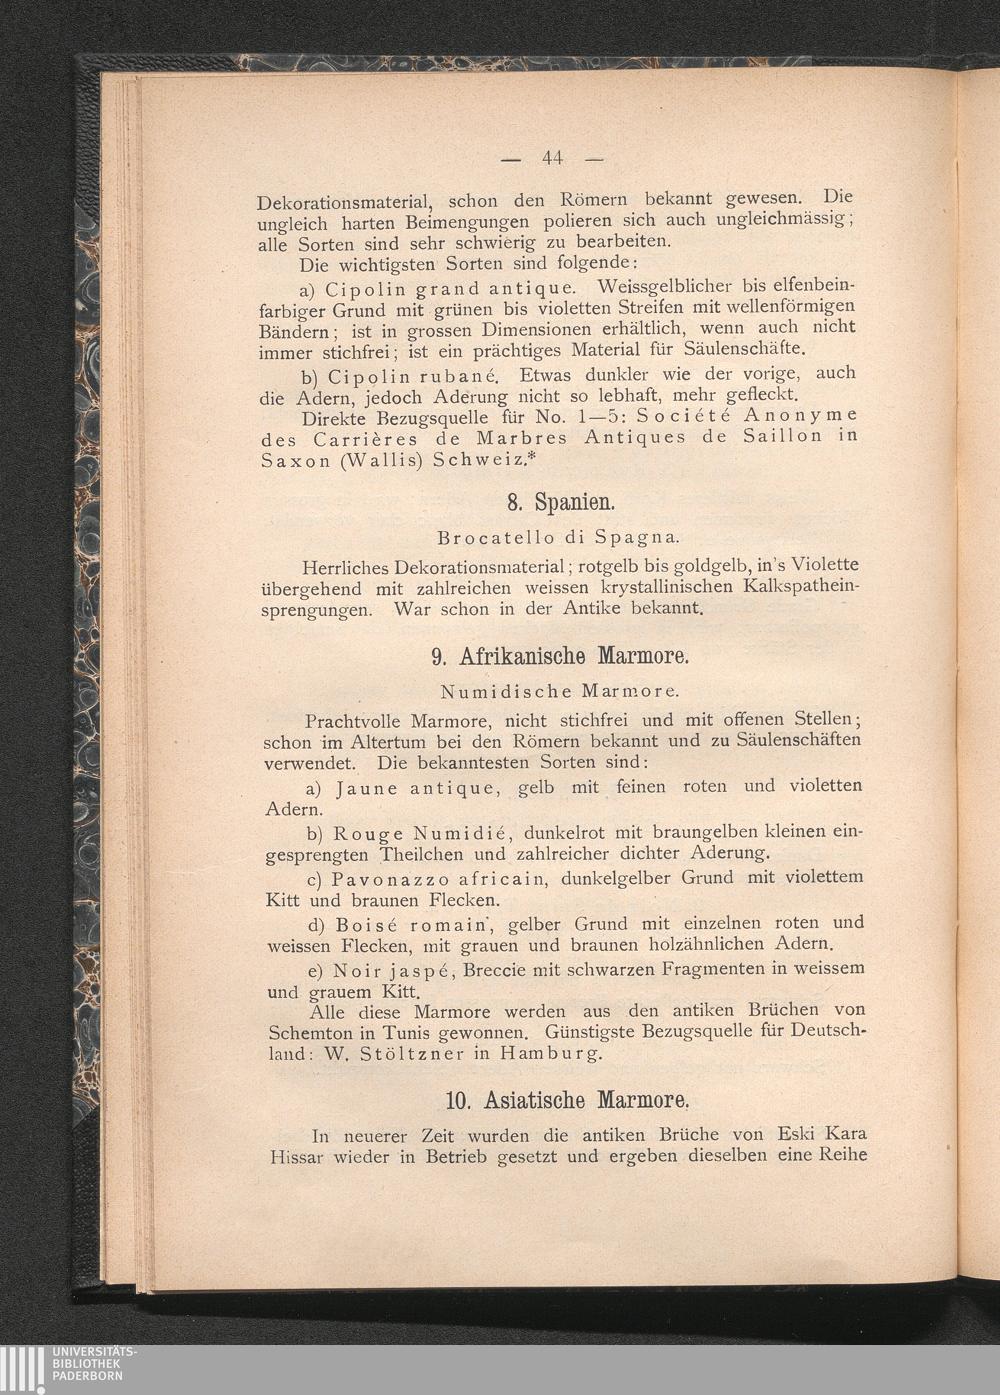 — 44 —
Dekorationsmaterial, schon den Römern bekannt gewesen. Die
ungleich harten Beimengungen polieren sich auch ungleichmässig;
alle Sorten sind sehr schwierig zu bearbeiten.
Die wichtigsten Sorten sind folgende:
a) Cipolin grand antique. Weissgelblicher bis elfenbein-
farbiger Grund mit grünen bis violetten Streifen mit wellenförmigen
Bändern; ist in grossen Dimensionen erhältlich, wenn auch nicht
immer stichfrei; ist ein prächtiges Material für Säulenschäfte.
b) Cipolin rubané. Etwas dunkler wie der vorige, auch
die Adern, jedoch Aderung nicht so lebhaft, mehr gefleckt.
Direkte Bezugsquelle für No. 1—5: Société Anonyme
des Carrières de Marbres Antiques de Saillon in
Saxon (Wallis) Schweiz.*
8. Spanien.
Brocatello di Spagna.
Herrliches Dekorationsmaterial; rotgelb bis goldgelb, in's Violette
übergehend mit zahlreichen weissen krystallinischen Kalkspathein-
sprengungen. War schon in der Antike bekannt.
9. Afrikanische Marmore.
Numidische Marmore.
Prachtvolle Marmore, nicht stichfrei und mit offenen Stellen;
schon im Altertum bei den Römern bekannt und zu Säulenschäften
verwendet. Die bekanntesten Sorten sind:
a) Jaune antique, gelb mit feinen roten und violetten
Adern.
b) Rouge Numidié, dunkelrot mit braungelben kleinen ein-
gesprengten Theilchen und zahlreicher dichter Aderung.
c) Pavonazzo africain, dunkelgelber Grund mit violettem
Kitt und braunen Flecken.
d) Boisé romain, gelber Grund mit einzelnen roten und
weissen Flecken, mit grauen und braunen holzähnlichen Adern.
e) Noir jaspé, Breccie mit schwarzen Fragmenten in weissem
und grauem Kitt.
Alle diese Marmore werden aus den antiken Brüchen von
Schemton in Tunis gewonnen. Günstigste Bezugsquelle für Deutsch-
land: W. Stöltzner in Hamburg.
10. Asiatische Marmore.
In neuerer Zeit wurden die antiken Brüche von Eski Kara
Hissar wieder in Betrieb gesetzt und ergeben dieselben eine Reihe
UNIVERSITÄTS-
BIBLIOTHEK
PADERBORN